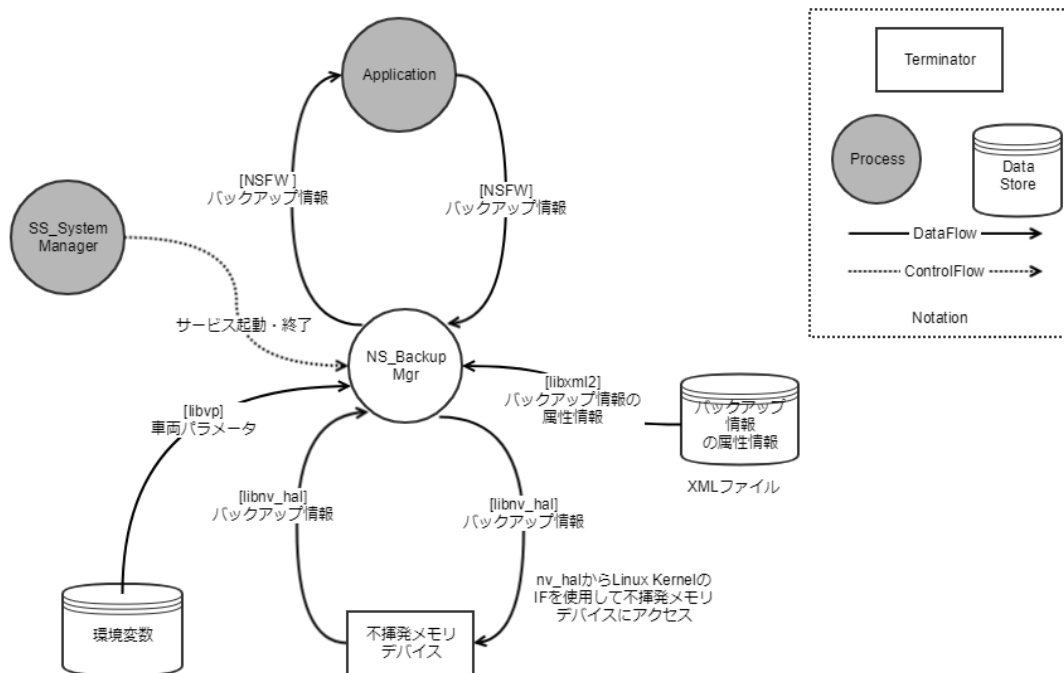 Application
Terminator
Process
Data
Store
[NSFW ]
バックアップ情報
[NSFW]
バックアップ情報
SS_System
Manager
DataFlow
ControlFlow
Notation
サービス起動・終了
NS_Backup
Mgr
[libxml2]
バックアップ情報の
属性情報
バックアップ
情報
の属性情報
XMLファイル
[libvp]
車両パラメータ
[libnv_hal]
バックアップ情報
[libnv_hal]
バックアップ情報
nv_halからLinux Kernelの
IFを使用して不揮発メモリ
デバイスにアクセス
環境変数
不揮発メモリ
デバイス